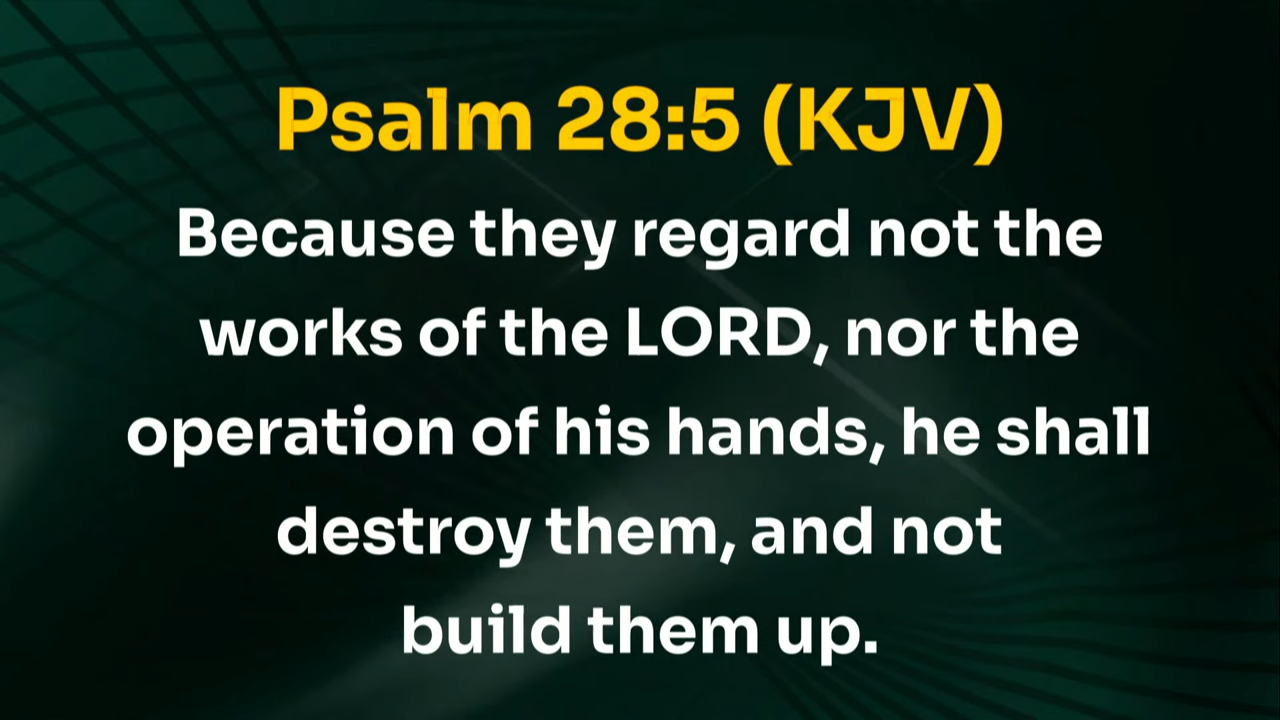 Psalm 28:5 (KJV)
Because they regard not the
works of the LORD, nor the
operation of his hands, he shall
destroy them, and not
build them up.